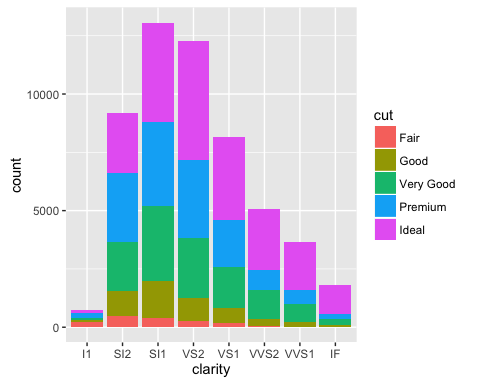 count
10000
5000
0
I1 SI2 SI1 VS2 VS1 VVS2 VVS1 IF
clarity
cut
Fair
Good
Very Good
Premium
Ideal